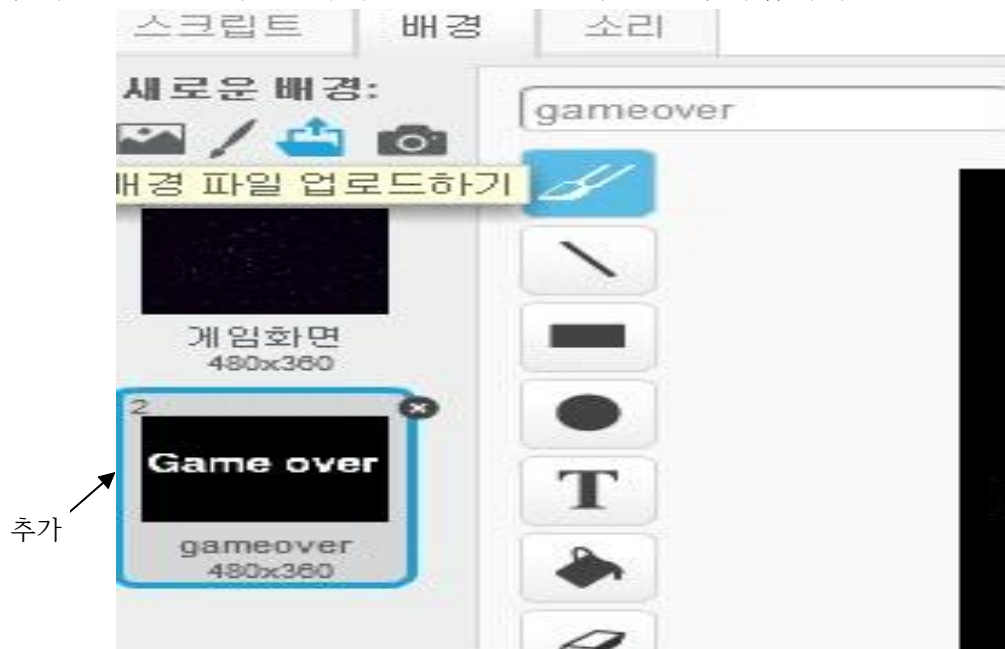 스크립트
배경
소리
새로운 배경:
gameover
배경 파일 업로드하기
게임화면
480x360
2
Game over
gameover
480x360
추가
T